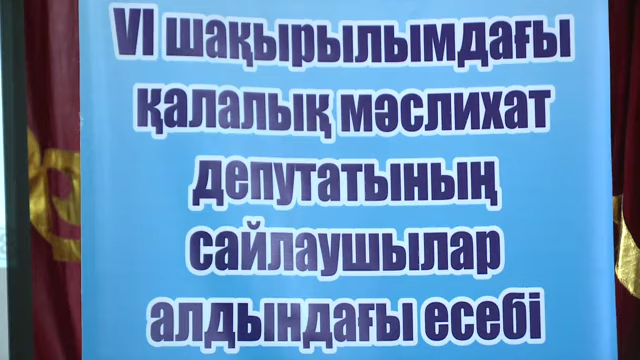 VI шақырылымдағы
қалалық мәслихат
депутатының
сайлаушылар
алдындағы есебі